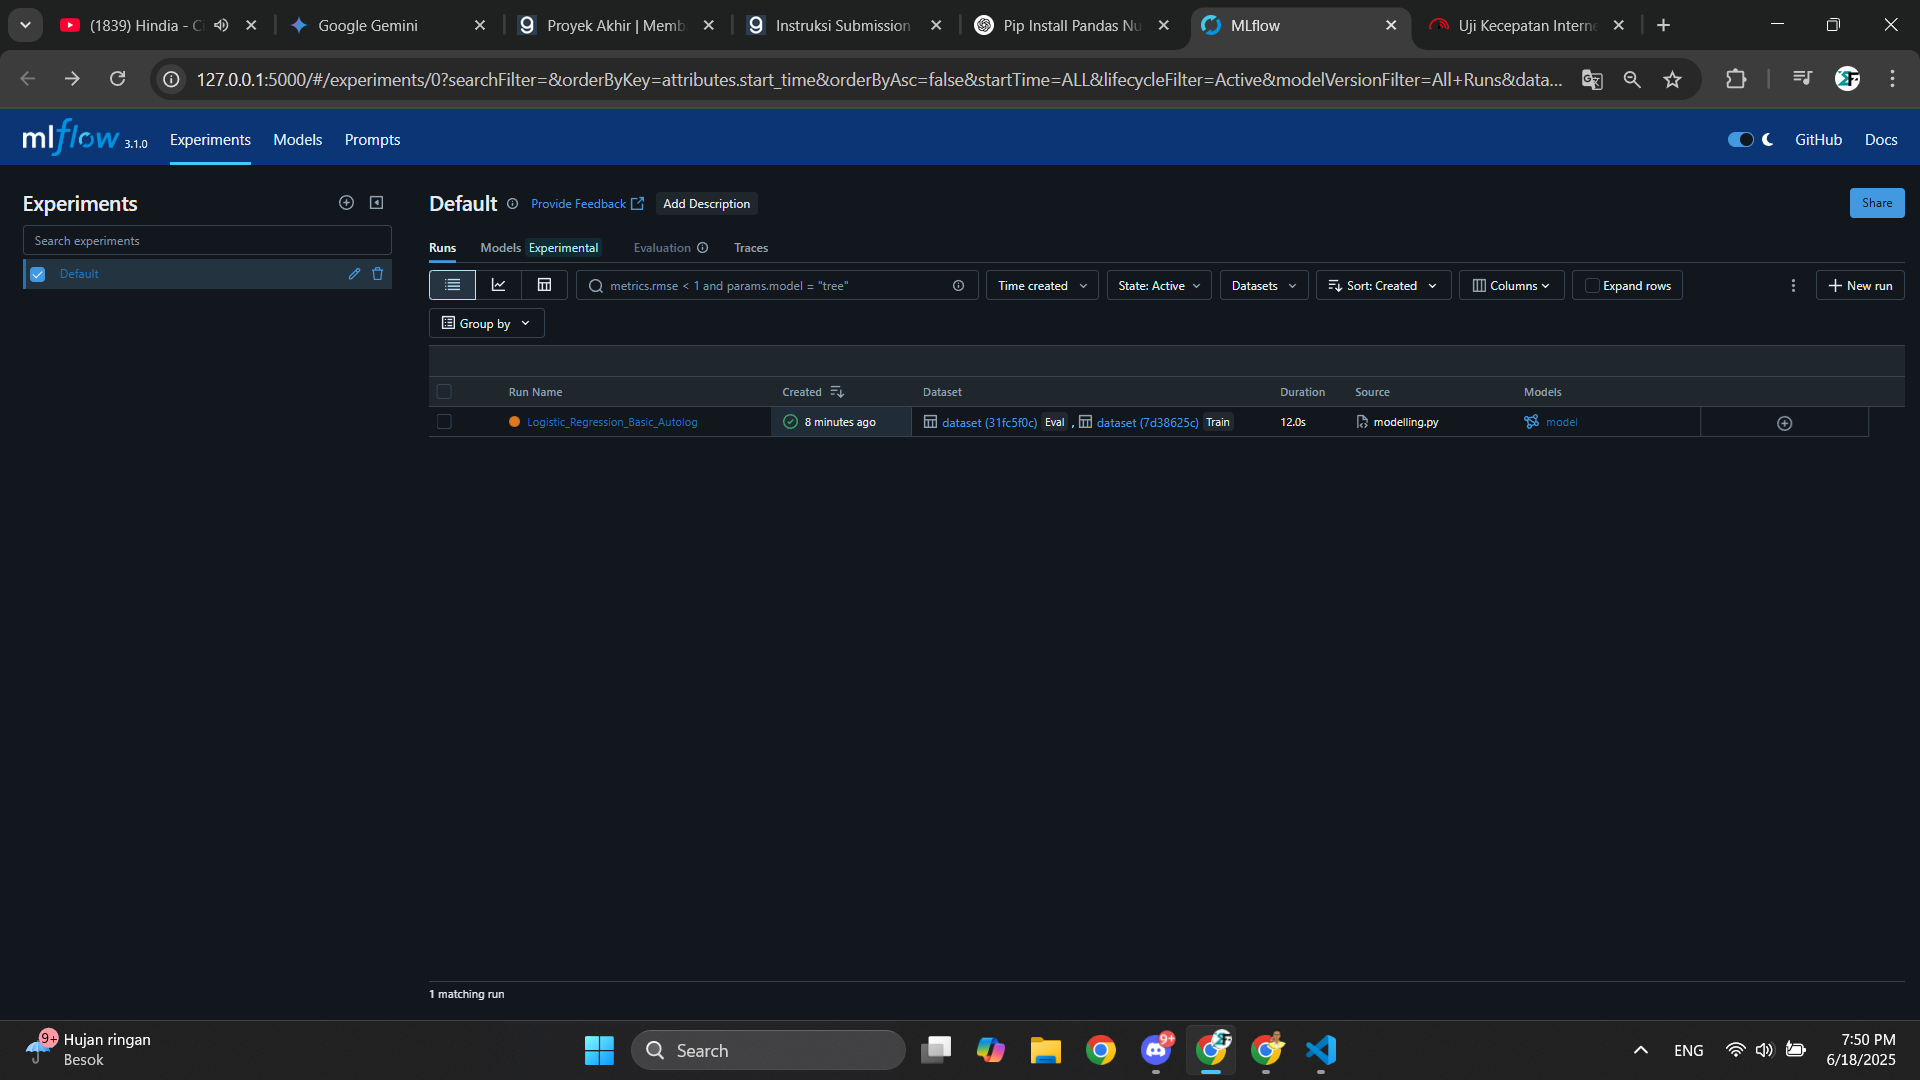 (1839) Hindia - Ci
Google Gemini
Proyek Akhir | Memb
Instruksi Submission
Pip Install Pandas Nu
MLflow
Uji Kecepatan Interne
127.0.0.1:5000/#/experiments/0?searchFilter=&orderByKey=attributes.start_time&orderByAsc=false&startTime=ALL&lifecycleFilter=Active&modelVersionFilter=All+Runs&data...
mlflow 3.1.0
Experiments
Models
Prompts
GitHub
Docs
Experiments
Search experiments
Default
Default
Provide Feedback
Add Description
Share
Runs
Models Experimental
Evaluation
Traces
metrics.rmse < 1 and params.model = "tree"
Time created
State: Active
Datasets
Sort: Created
Columns
Expand rows
New run
Group by
Run Name
Created
Dataset
Duration
Source
Models
Logistic_Regression_Basic_Autolog
8 minutes ago
dataset (31fc5f0c) Eval , dataset (7d38625c) Train
12.0s
modelling.py
model
1 matching run
9+
Hujan ringan
Besok
Search
9+
ENG
7:50 PM
6/18/2025